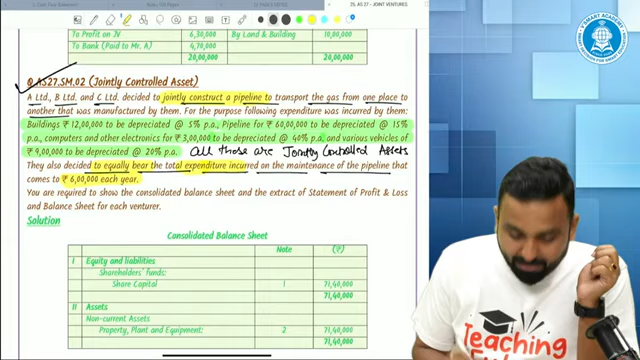 25. AS 27 - JOINT VENTURES
To Profit on JV 6,30,000 By Land & Building 10,00,000
To Bank (Paid to Mr. A) 4,70,000
20,00,000 20,00,000
V SMART ACADEMY
Q.AS27.SM.02 (Jointly Controlled Asset)
A Ltd., B Ltd. and C Ltd. decided to jointly construct a pipeline to transport the gas from one place to
another that was manufactured by them. For the purpose following expenditure was incurred by them:
Buildings ₹ 12,00,000 to be depreciated @ 5% p.a., Pipeline for ₹ 60,00,000 to be depreciated @ 15%
p.a., computers and other electronics for ₹ 3,00,000 to be depreciated @ 40% p.a. and various vehicles of
₹ 9,00,000 to be depreciated @ 20% p.a. All those are Jointly Controlled Assets
They also decided to equally bear the total expenditure incurred on the maintenance of the pipeline that
comes to ₹ 6,00,000 each year.
You are required to show the consolidated balance sheet and the extract of Statement of Profit & Loss
and Balance Sheet for each venturer.
Solution
Consolidated Balance Sheet
Note (₹)
I Equity and liabilities
Shareholders' funds:
Share Capital 1 71,40,000
71,40,000
II Assets
Non-current Assets
Property, Plant and Equipment: 2 71,40,000
71,40,000
Teaching